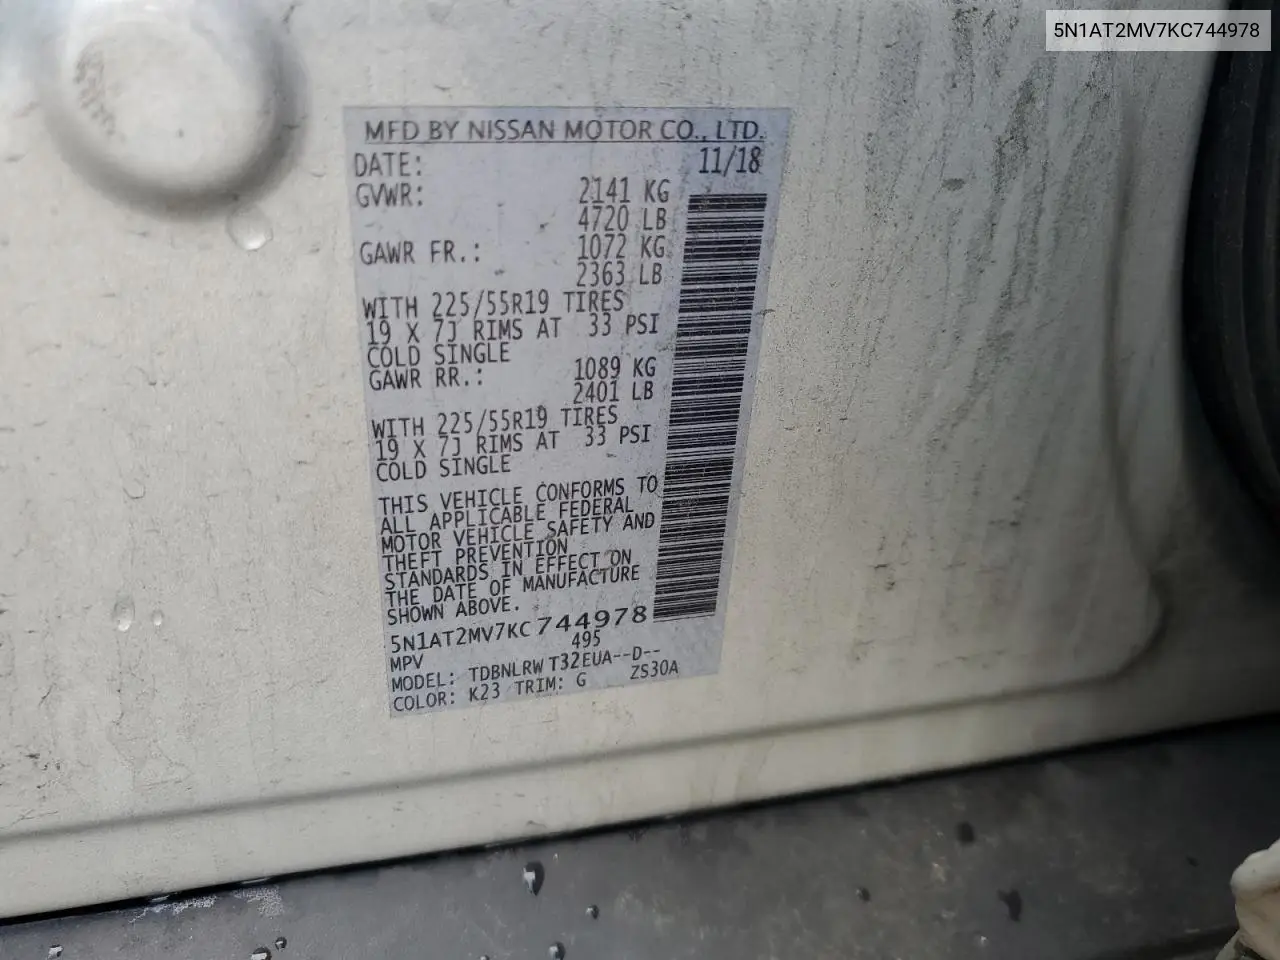 5N1AT2MV7KC744978
MFD BY NISSAN MOTOR CO., LTD.
DATE: 11/18
GVWR: 2141 KG
4720 LB
GAWR FR.: 1072 KG
2363 LB
WITH 225/55R19 TIRES
19 X 7J RIMS AT 33 PSI
COLD SINGLE
GAWR RR.: 1089 KG
2401 LB
WITH 225/55R19 TIRES
19 X 7J RIMS AT 33 PSI
COLD SINGLE
THIS VEHICLE CONFORMS TO
ALL APPLICABLE FEDERAL
MOTOR VEHICLE SAFETY AND
THEFT PREVENTION
STANDARDS IN EFFECT ON
THE DATE OF MANUFACTURE
SHOWN ABOVE.
5N1AT2MV7KC744978
MPV 495
MODEL: TDBNLRWT32EUA--D--
COLOR: K23 TRIM: G ZS30A